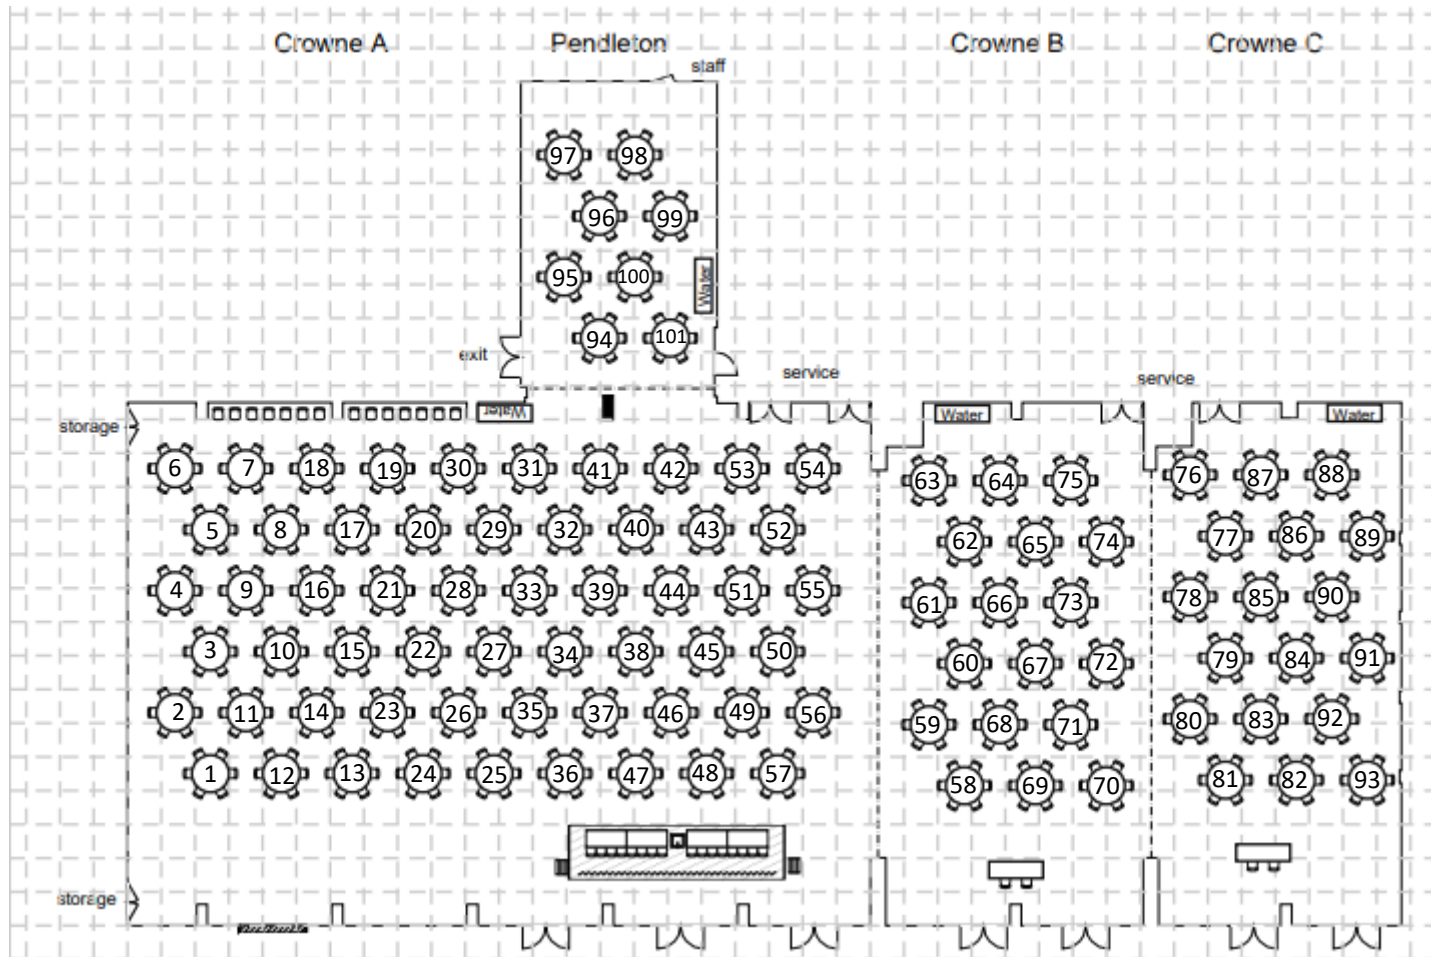 Crowne A Pendleton Crowne B Crowne C
staff
97 98
96 99
95 100 Water
94 101
exit
service service
Water Water Water
storage
6 7 18 19 30 31 41 42 53 54 63 64 75 76 87 88
5 8 17 20 29 32 40 43 52 62 65 74 77 86 89
4 9 16 21 28 33 39 44 51 55 61 66 73 78 85 90
3 10 15 22 27 34 38 45 50 60 67 72 79 84 91
2 11 14 23 26 35 37 46 49 56 59 68 71 80 83 92
1 12 13 24 25 36 47 48 57 58 69 70 81 82 93
storage